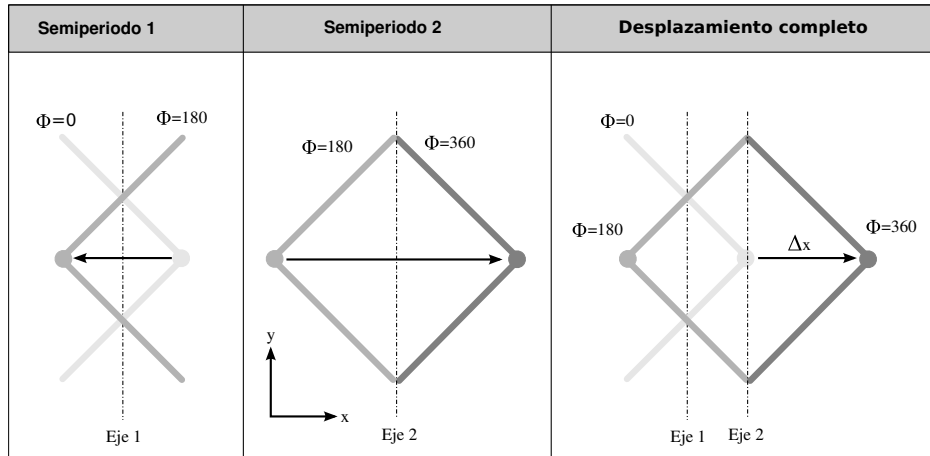 Semiperiodo 1
Semiperiodo 2
Desplazamiento completo
Φ=0
Φ=180
Eje 1
Φ=180
Φ=360
y
x
Eje 2
Φ=0
Φ=180
Δx
Φ=360
Eje 1
Eje 2